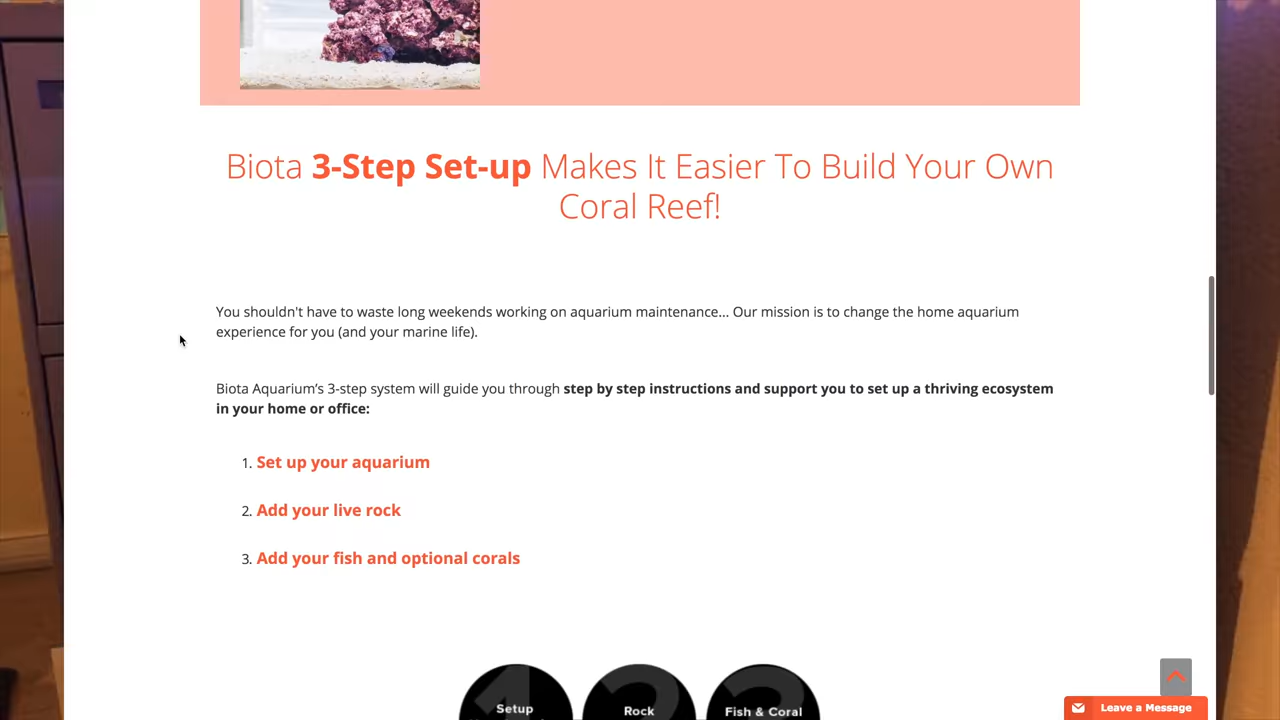 Biota 3-Step Set-up Makes It Easier To Build Your Own
Coral Reef!
You shouldn't have to waste long weekends working on aquarium maintenance... Our mission is to change the home aquarium
experience for you (and your marine life).
Biota Aquarium’s 3-step system will guide you through step by step instructions and support you to set up a thriving ecosystem
in your home or office:
1. Set up your aquarium
2. Add your live rock
3. Add your fish and optional corals
1 2 3
Setup Rock Fish & Coral
Leave a Message